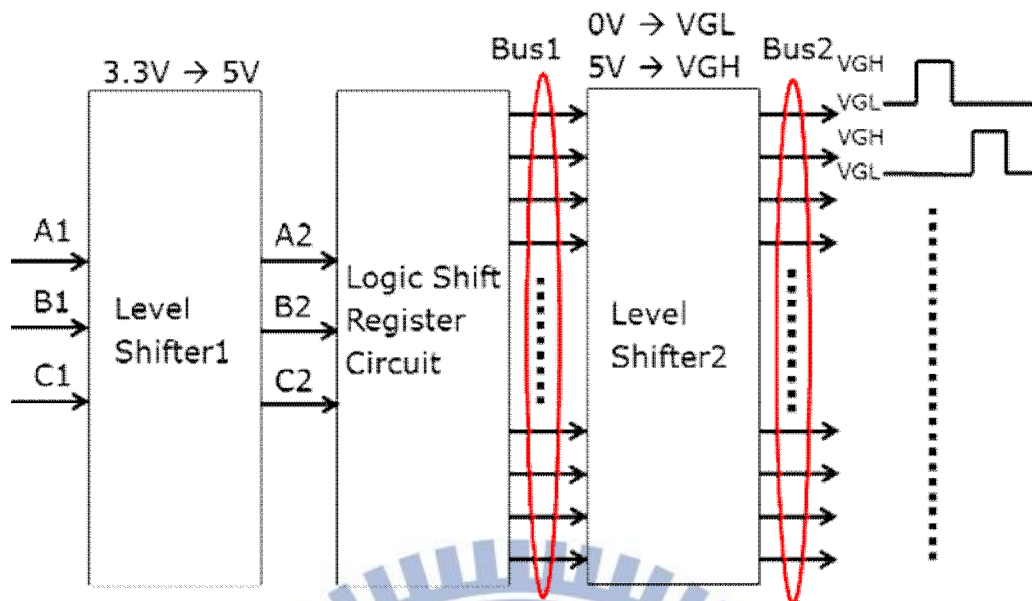 3.3V → 5V
Bus1
0V → VGL
5V → VGH
Bus2
VGH
VGL
VGH
VGL
A1
B1
C1
Level
Shifter1
A2
B2
C2
Logic Shift
Register
Circuit
Level
Shifter2